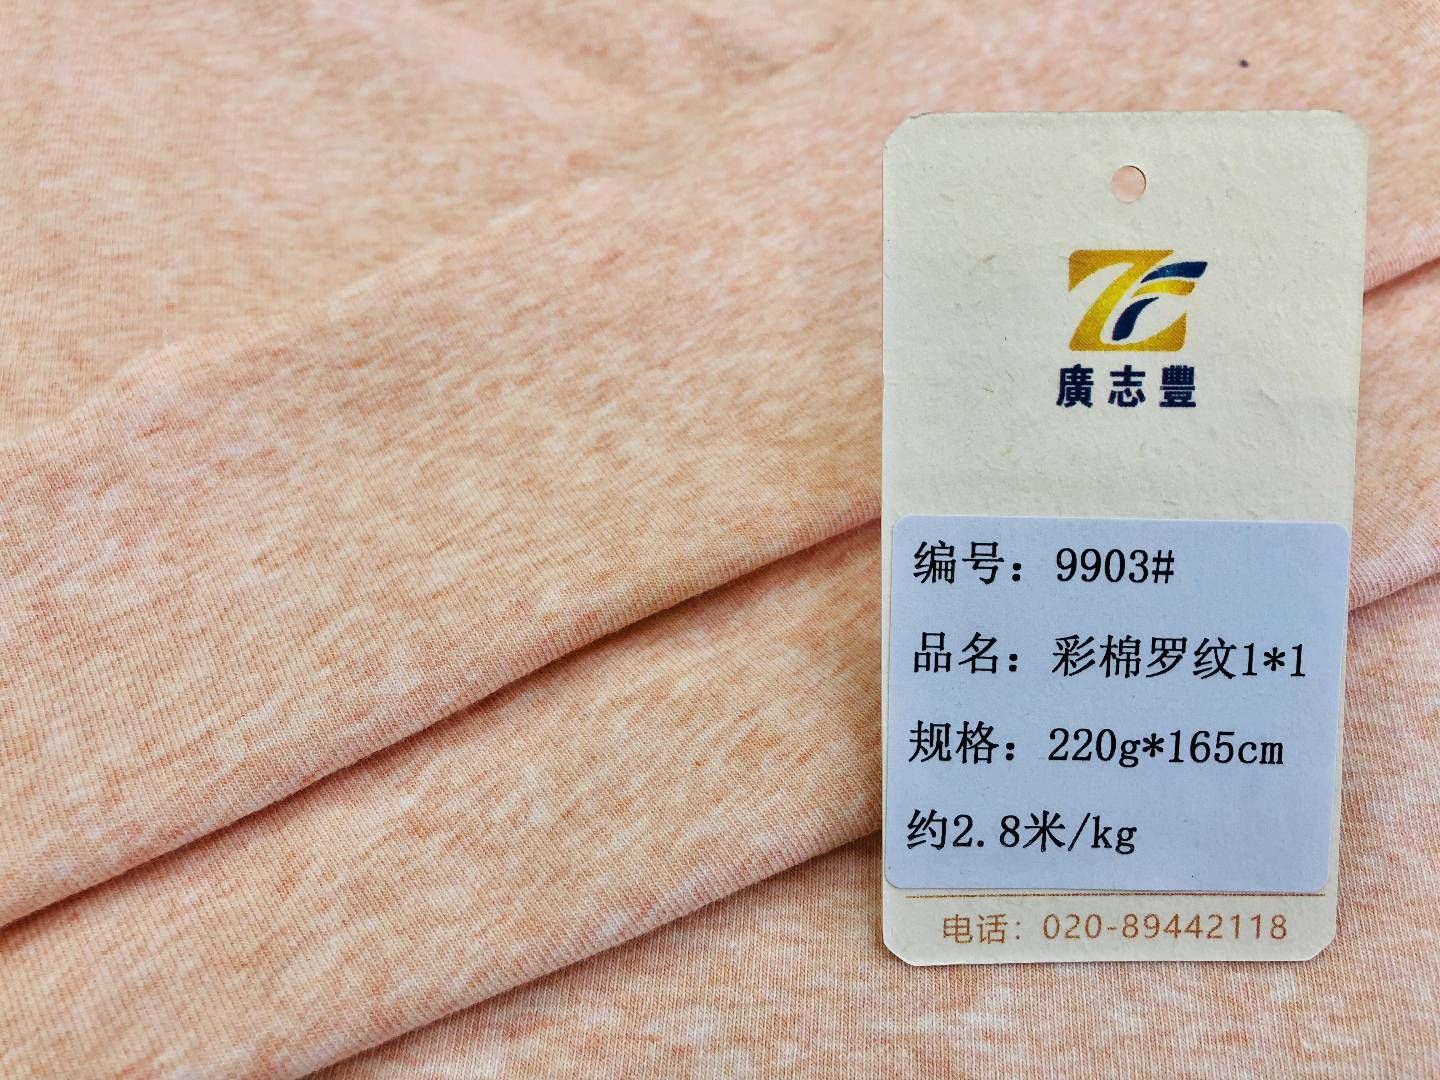 廣志豐
编号：9903#
品名：彩棉罗纹1*1
规格：220g*165cm
约2.8米/kg
电话：020-89442118